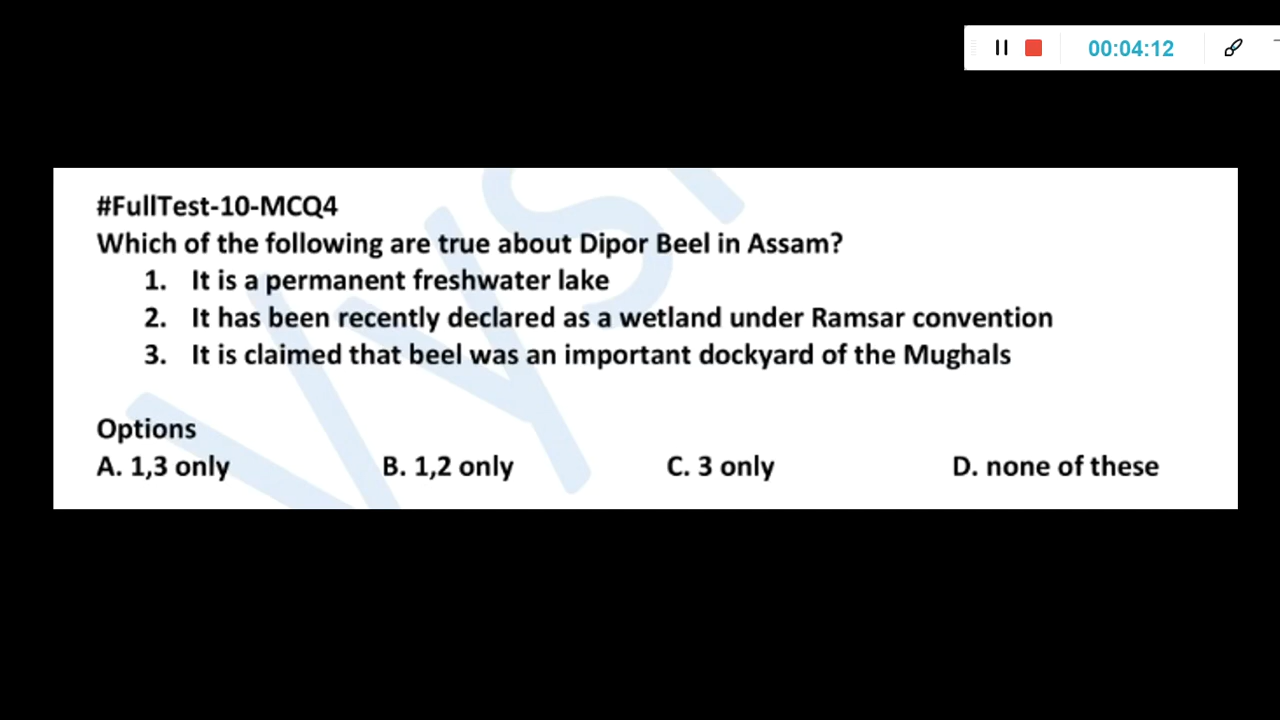 00:04:12
#FullTest-10-MCQ4
Which of the following are true about Dipor Beel in Assam?
1. It is a permanent freshwater lake
2. It has been recently declared as a wetland under Ramsar convention
3. It is claimed that beel was an important dockyard of the Mughals
Options
A. 1,3 only B. 1,2 only C. 3 only D. none of these